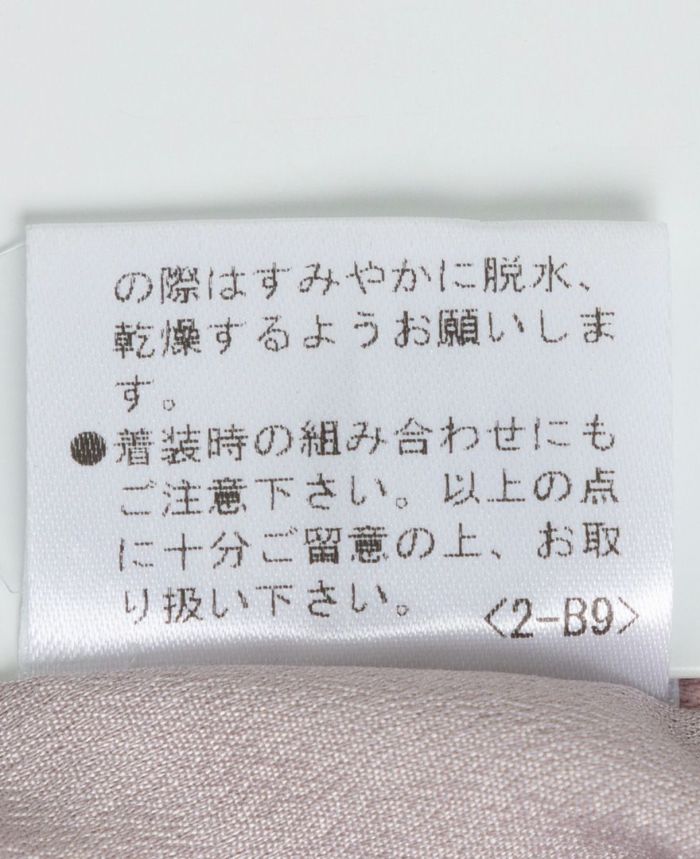 の際はすみやかに脱水、
乾燥するようお願いしま
す。
●着装時の組み合わせにも
ご注意下さい。以上の点
に十分ご留意の上、お取
り扱い下さい。
<2-B9>